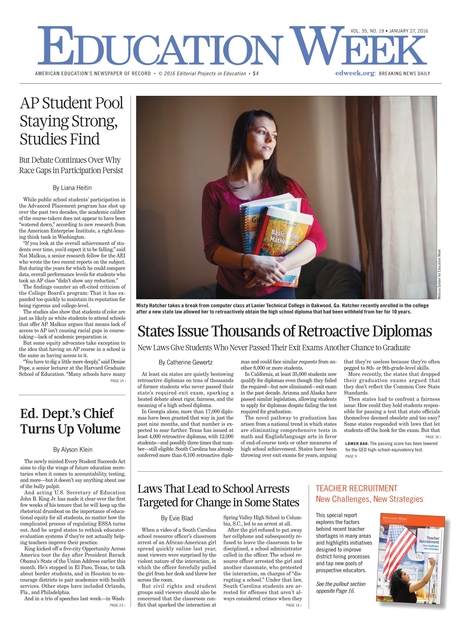 EDUCATION WEEK
VOL. 35, NO. 19 • JANUARY 27, 2016
AMERICAN EDUCATION'S NEWSPAPER OF RECORD • © 2016 Editorial Projects in Education • $4
edweek.org: BREAKING NEWS DAILY
AP Student Pool
Staying Strong,
Studies Find
But Debate Continues Over Why
Race Gaps in Participation Persist
By Liana Heitin
While public school students' participation in
the Advanced Placement program has shot up
over the past two decades, the academic caliber
of the course-takers does not appear to have been
"watered down," according to new research from
the American Enterprise Institute, a right-lean-
ing think tank in Washington.
"If you look at the overall achievement of stu-
dents over time, you'd expect it to be falling," said
Nat Malkus, a senior research fellow for the AEI
who wrote the two recent reports on the subject.
But during the years for which he could compare
data, overall performance levels for students who
took an AP class "didn't show any reduction."
The findings counter an oft-cited criticism of
the College Board's program: That it has ex-
panded too quickly to maintain its reputation for
being rigorous and college-level.
The studies also show that students of color are
just as likely as white students to attend schools
that offer AP. Malkus argues that means lack of
access to AP isn't causing racial gaps in course-
taking—lack of academic preparation is.
But some equity advocates take exception to
the idea that having an AP course in a school is
the same as having access to it.
"You have to dig a little more deeply," said Denise
Pope, a senior lecturer at the Harvard Graduate
School of Education. "Many schools have many
PAGE 14 ›
Ed. Dept.'s Chief
Turns Up Volume
By Alyson Klein
The newly minted Every Student Succeeds Act
aims to clip the wings of future education secre-
taries when it comes to accountability, testing,
and more—but it doesn't say anything about use
of the bully pulpit.
And acting U.S. Secretary of Education
John B. King Jr. has made it clear over the first
few weeks of his tenure that he will keep up the
rhetorical drumbeat on the importance of educa-
tional equity for all students, no matter how the
complicated process of regulating ESSA turns
out. And he urged states to rethink educator-
evaluation systems if they're not actually help-
ing teachers improve their practice.
King kicked off a five-city Opportunity Across
America tour the day after President Barack
Obama's State of the Union Address earlier this
month. He's stopped in El Paso, Texas, to talk
about border students, and in Houston to en-
courage districts to pair academics with health
services. Other stops have included Orlando,
Fla., and Philadelphia.
And in a trio of speeches last week—in Wash-
PAGE 23 ›
Misty Hatcher takes a break from computer class at Lanier Technical College in Oakwood, Ga. Hatcher recently enrolled in the college
after a new state law allowed her to retroactively obtain the high school diploma that had been withheld from her for 10 years.
States Issue Thousands of Retroactive Diplomas
New Laws Give Students Who Never Passed Their Exit Exams Another Chance to Graduate
By Catherine Gewertz
At least six states are quietly bestowing
retroactive diplomas on tens of thousands
of former students who never passed their
state's required exit exam, sparking a
heated debate about rigor, fairness, and the
meaning of a high school diploma.
In Georgia alone, more than 17,000 diplo-
mas have been granted that way in just the
past nine months, and that number is ex-
pected to soar further. Texas has issued at
least 4,000 retroactive diplomas, with 12,000
students—and possibly three times that num-
ber—still eligible. South Carolina has already
conferred more than 6,100 retroactive diplo-
mas and could face similar requests from an-
other 8,000 or more students.
In California, at least 35,000 students now
qualify for diplomas even though they failed
the required—but now eliminated—exit exam
in the past decade. Arizona and Alaska have
passed similar legislation, allowing students
to apply for diplomas despite failing the test
required for graduation.
The novel pathway to graduation has
arisen from a national trend in which states
are eliminating comprehensive tests in
math and English/language arts in favor
of end-of-course tests or other measures of
high school achievement. States have been
throwing over exit exams for years, arguing
that they're useless because they're often
pegged to 8th- or 9th-grade-level skills.
More recently, the states that dropped
their graduation exams argued that
they don't reflect the Common Core State
Standards.
Then states had to confront a fairness
issue: How could they hold students respon-
sible for passing a test that state officials
themselves deemed obsolete and too easy?
Some states responded with laws that let
students off the hook for the exam. But that
PAGE 16 ›
LOWER BAR: The passing score has been lowered
for the GED high-school-equivalency test.
PAGE 9
Laws That Lead to School Arrests
Targeted for Change in Some States
By Evie Blad
When a video of a South Carolina
school resource officer's classroom
arrest of an African-American girl
spread quickly online last year,
most viewers were surprised by the
violent nature of the interaction, in
which the officer forcefully pulled
the girl from her desk and threw her
across the room.
But civil rights and student
groups said viewers should also be
concerned that the classroom con-
flict that sparked the interaction at
Spring Valley High School in Colum-
bia, S.C., led to an arrest at all.
After the girl refused to put away
her cellphone and subsequently re-
fused to leave the classroom to be
disciplined, a school administrator
called in the officer. The school re-
source officer arrested the girl and
another classmate, who protested
the interaction, on charges of "dis-
rupting a school." Under that law,
South Carolina students are ar-
rested for offenses that aren't al-
ways considered crimes when they
PAGE 14 ›
TEACHER RECRUITMENT
New Challenges, New Strategies
This special report
explores the factors
behind recent teacher
shortages in many areas
and highlights initiatives
designed to improve
district hiring processes
and tap new pools of
prospective educators.
See the pullout section
opposite Page 16.